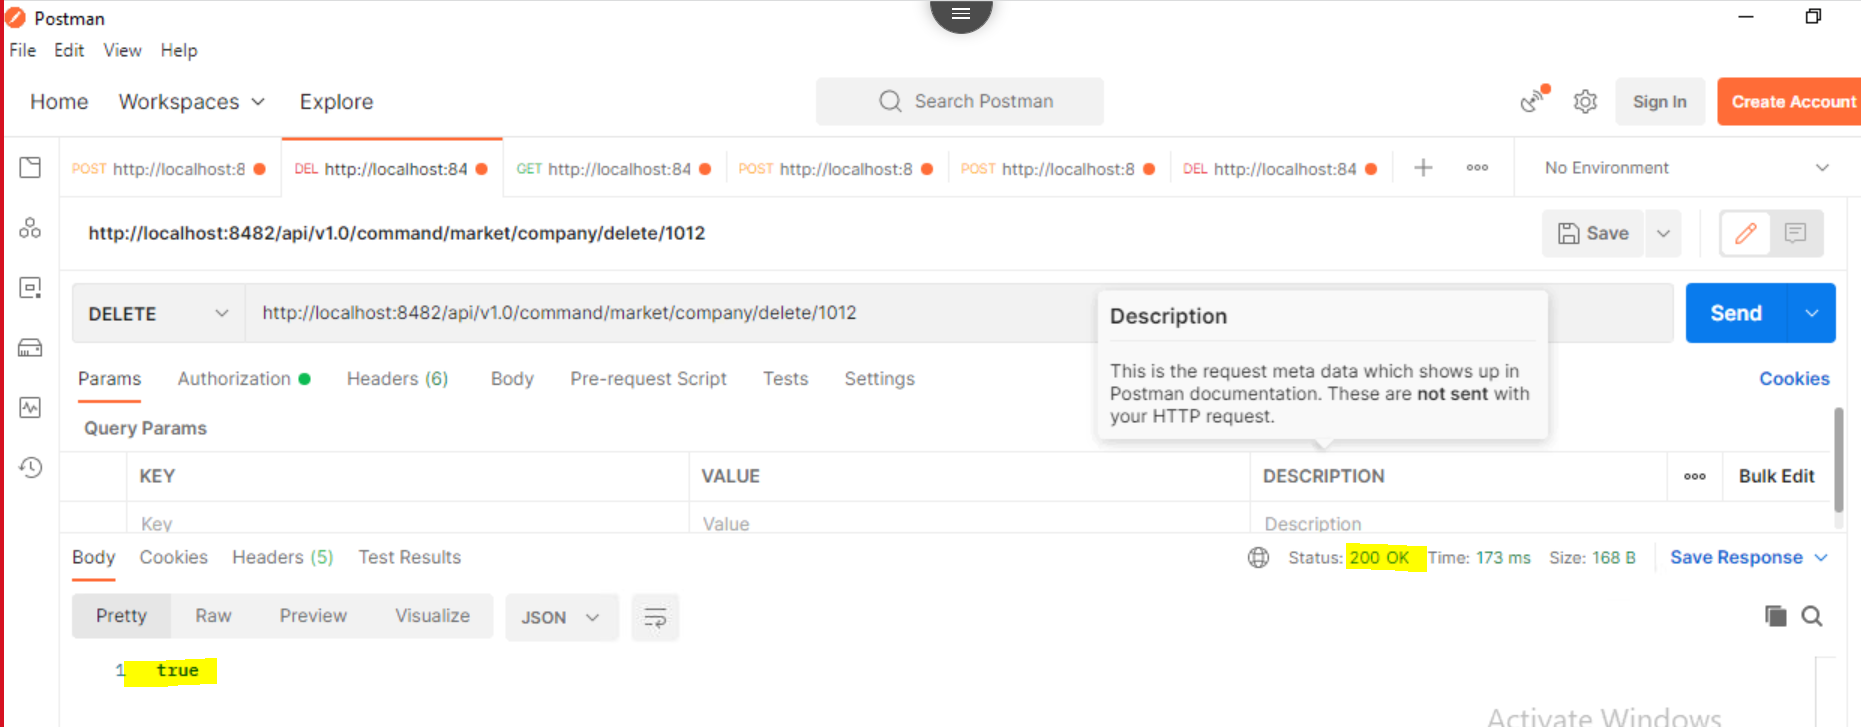 Postman
File Edit View Help
Home Workspaces Explore Search Postman Sign In Create Account
POST http://localhost:8 DEL http://localhost:84 GET http://localhost:84 POST http://localhost:8 POST http://localhost:8 DEL http://localhost:84 No Environment
http://localhost:8482/api/v1.0/command/market/company/delete/1012 Save
DELETE http://localhost:8482/api/v1.0/command/market/company/delete/1012 Send
Description
This is the request meta data which shows up in
Postman documentation. These are not sent with
your HTTP request.
Params Authorization Headers (6) Body Pre-request Script Tests Settings Cookies
Query Params
KEY VALUE DESCRIPTION Bulk Edit
Key Value Description
Body Cookies Headers (5) Test Results Status: 200 OK Time: 173 ms Size: 168 B Save Response
Pretty Raw Preview Visualize JSON
1 true
Activate Windows